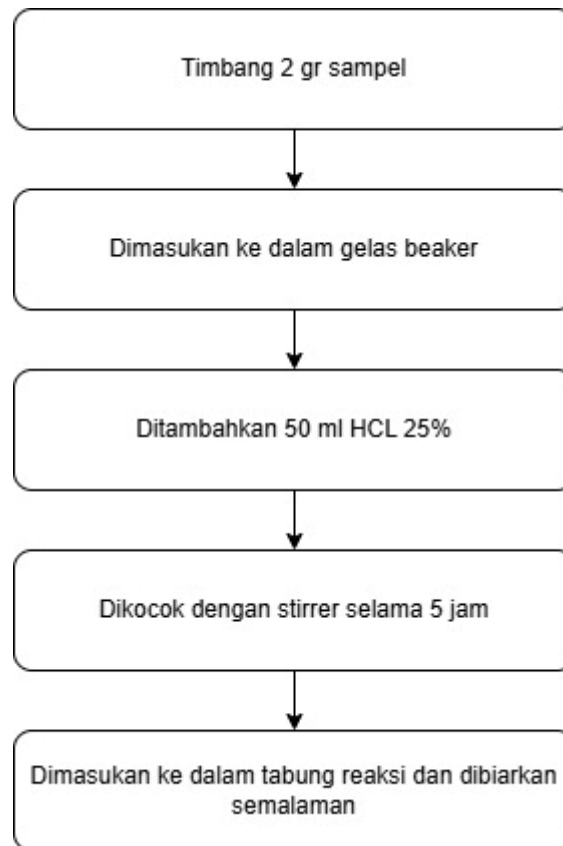 Timbang 2 gr sampel
Dimasukan ke dalam gelas beaker
Ditambahkan 50 ml HCL 25%
Dikocok dengan stirrer selama 5 jam
Dimasukan ke dalam tabung reaksi dan dibiarkan
semalaman